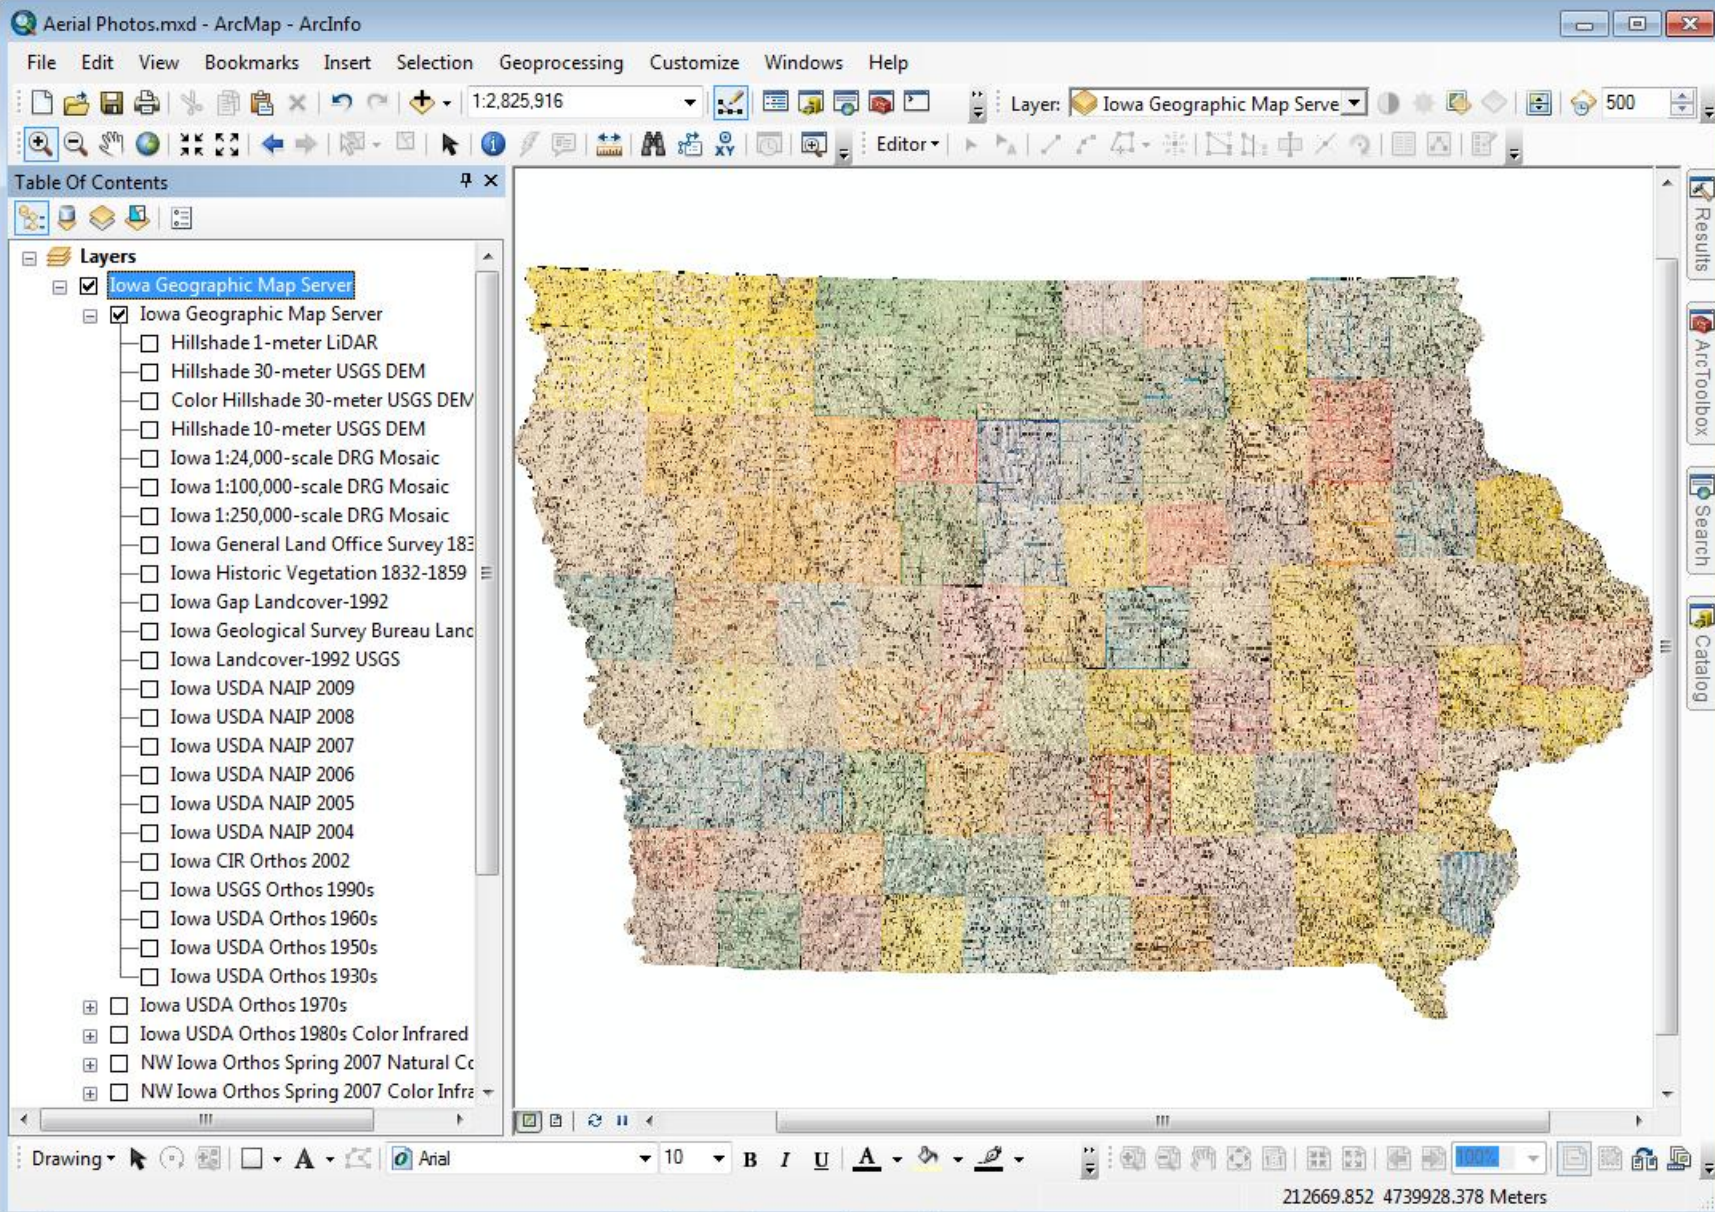 Aerial Photos.mxd - ArcMap - ArcInfo
File Edit View Bookmarks Insert Selection Geoprocessing Customize Windows Help
1:2,825,916 Layer: Iowa Geographic Map Serve 500
XY Editor
Table Of Contents
Layers
Iowa Geographic Map Server
Iowa Geographic Map Server
Hillshade 1-meter LiDAR
Hillshade 30-meter USGS DEM
Color Hillshade 30-meter USGS DEM
Hillshade 10-meter USGS DEM
Iowa 1:24,000-scale DRG Mosaic
Iowa 1:100,000-scale DRG Mosaic
Iowa 1:250,000-scale DRG Mosaic
Iowa General Land Office Survey 183
Iowa Historic Vegetation 1832-1859
Iowa Gap Landcover-1992
Iowa Geological Survey Bureau Land
Iowa Landcover-1992 USGS
Iowa USDA NAIP 2009
Iowa USDA NAIP 2008
Iowa USDA NAIP 2007
Iowa USDA NAIP 2006
Iowa USDA NAIP 2005
Iowa USDA NAIP 2004
Iowa CIR Orthos 2002
Iowa USGS Orthos 1990s
Iowa USDA Orthos 1960s
Iowa USDA Orthos 1950s
Iowa USDA Orthos 1930s
Iowa USDA Orthos 1970s
Iowa USDA Orthos 1980s Color Infrared
NW Iowa Orthos Spring 2007 Natural Co
NW Iowa Orthos Spring 2007 Color Infra
Results
ArcToolbox
Search
Catalog
Drawing A Arial 10 B I U A 100%
212669.852 4739928.378 Meters